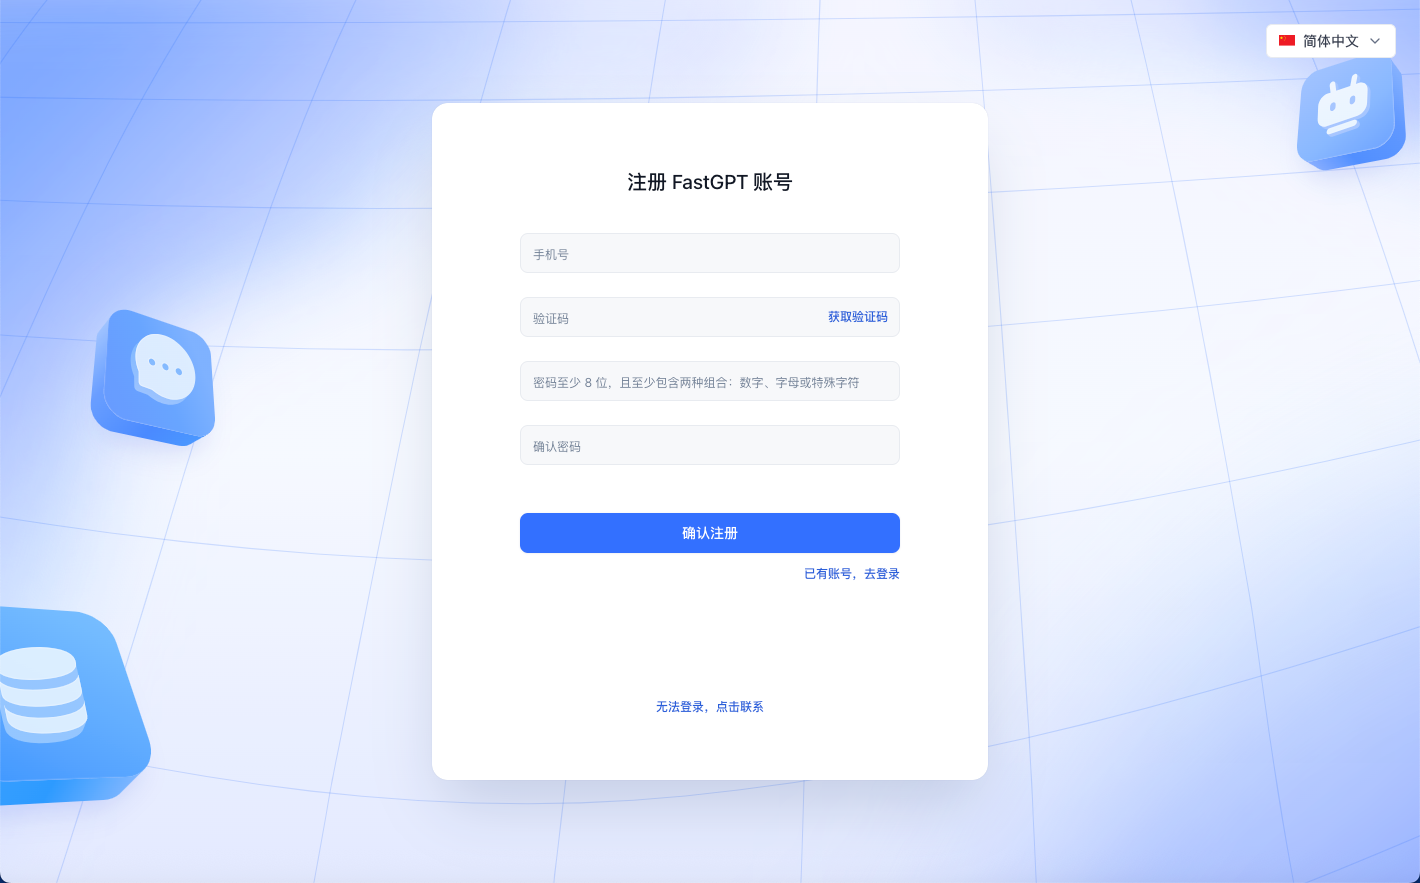 简体中文
注册 FastGPT 账号
手机号
验证码
获取验证码
密码至少 8 位，且至少包含两种组合：数字、字母或特殊字符
确认密码
确认注册
已有账号，去登录
无法登录，点击联系